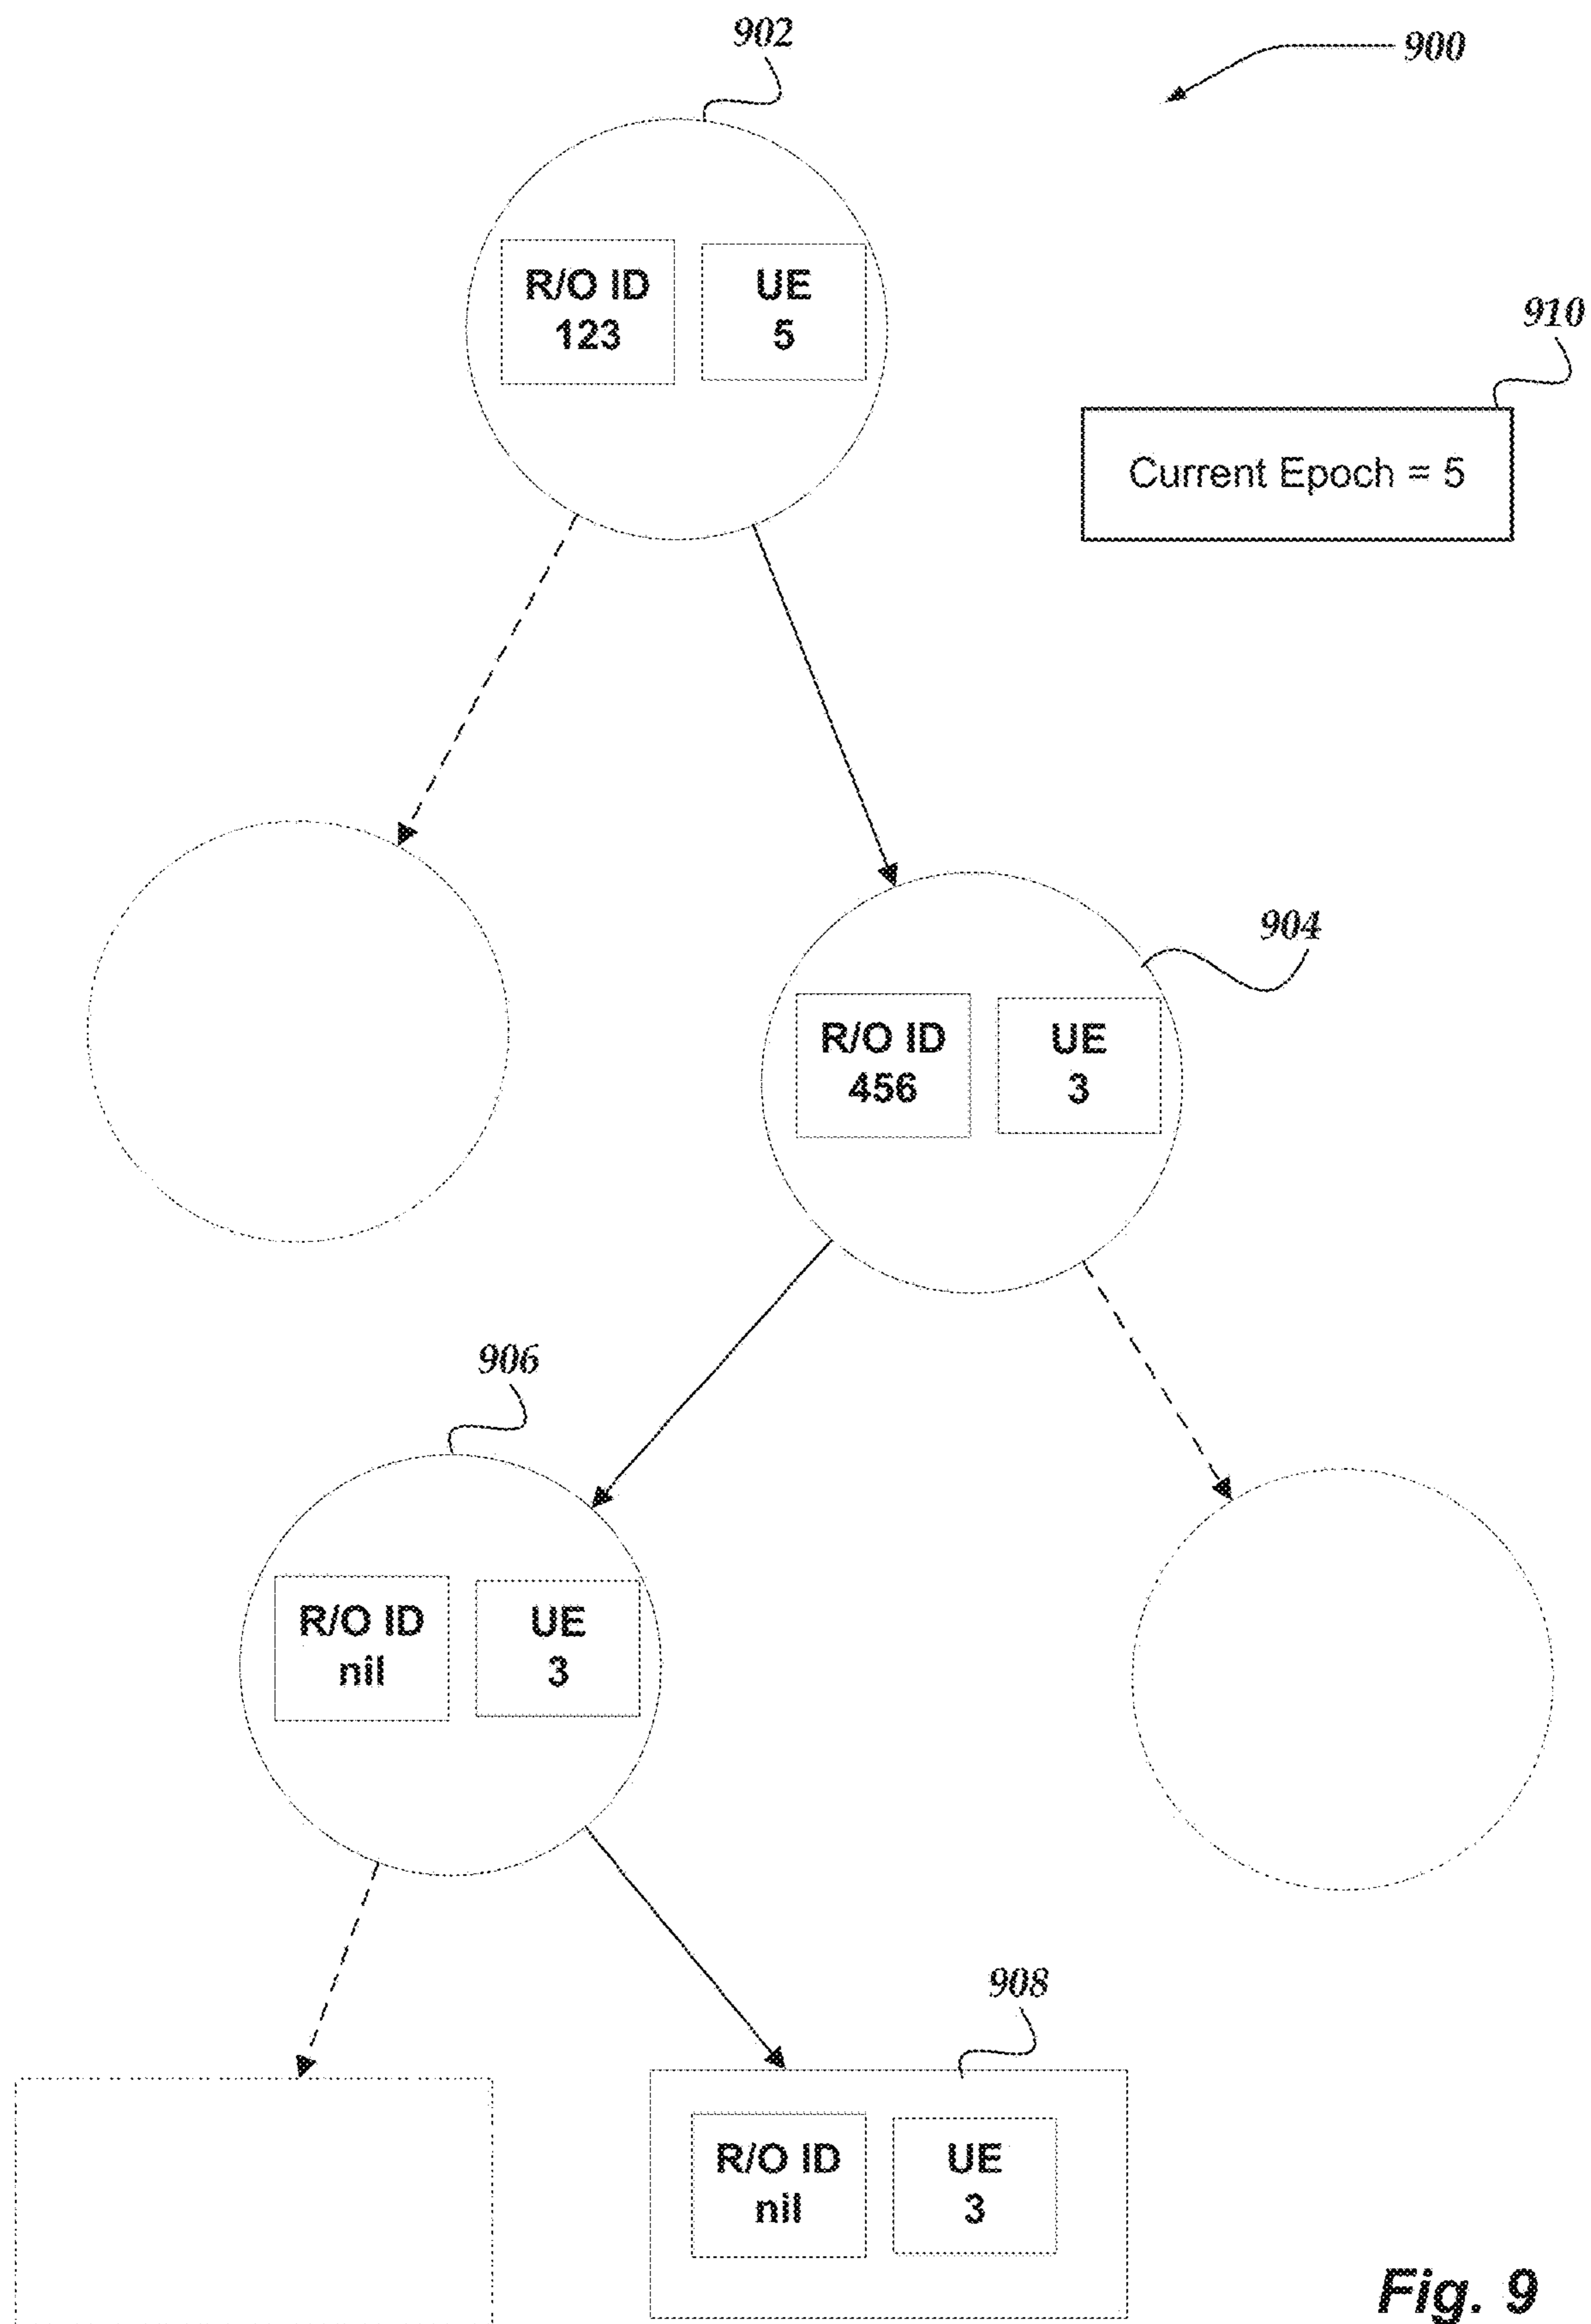 902
900
R/O ID
123
UE
5
910
Current Epoch = 5
904
R/O ID
456
UE
3
906
R/O ID
nil
UE
3
908
R/O ID
nil
UE
3
Fig. 9